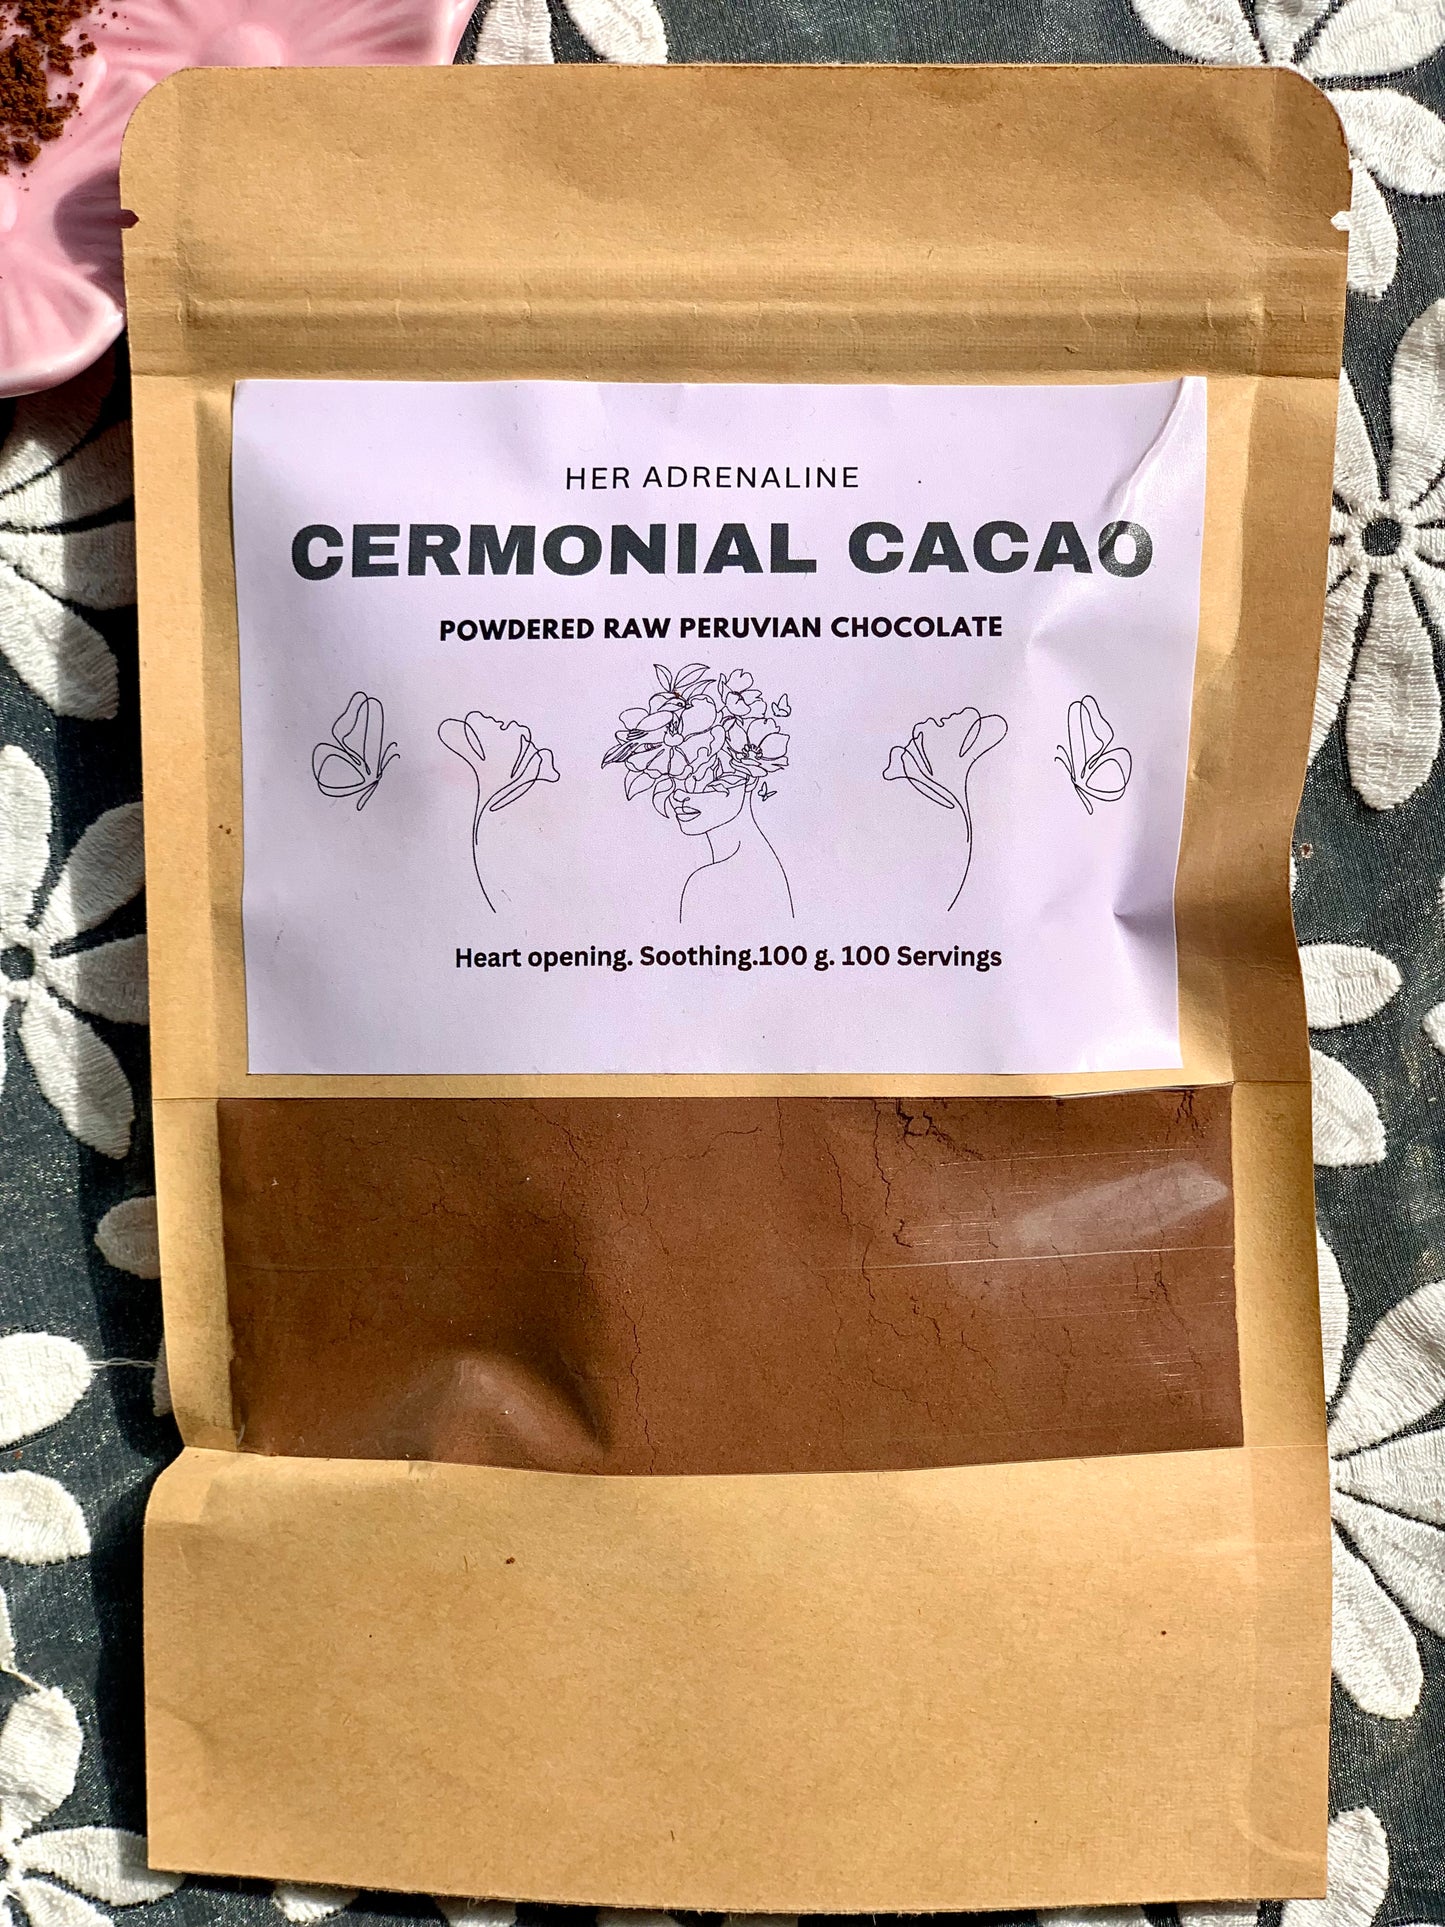 HER ADRENALINE
CERMONIAL CACAO
POWDERED RAW PERUVIAN CHOCOLATE
Heart opening. Soothing.100 g. 100 Servings